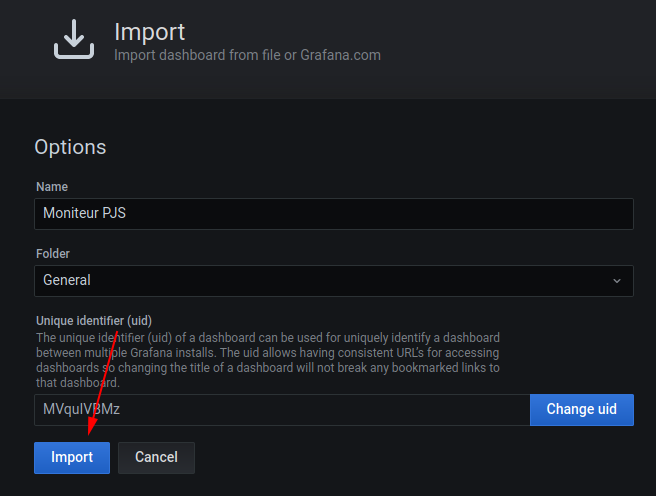 Import
Import dashboard from file or Grafana.com
Options
Name
Moniteur PJS
Folder
General
Unique identifier (uid)
The unique identifier (uid) of a dashboard can be used for uniquely identify a dashboard
between multiple Grafana installs. The uid allows having consistent URL's for accessing
dashboards so changing the title of a dashboard will not break any bookmarked links to
that dashboard.
Change uid
Import
Cancel